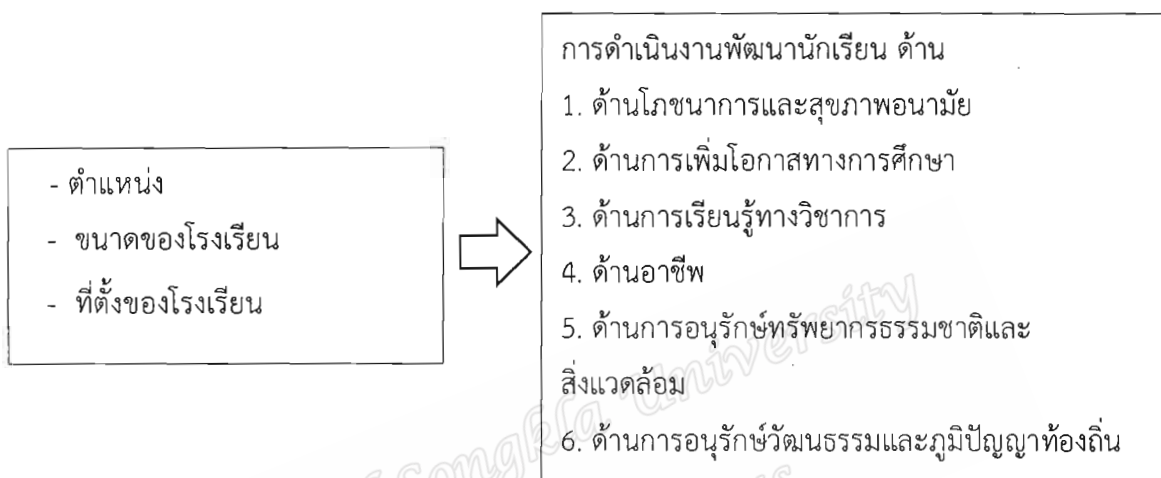 - ตำแหน่ง
- ขนาดของโรงเรียน
- ที่ตั้งของโรงเรียน
การดำเนินงานพัฒนานักเรียน ด้าน
1. ด้านโภชนาการและสุขภาพอนามัย
2. ด้านการเพิ่มโอกาสทางการศึกษา
3. ด้านการเรียนรู้ทางวิชาการ
4. ด้านอาชีพ
5. ด้านการอนุรักษ์ทรัพยากรธรรมชาติและ
สิ่งแวดล้อม
6. ด้านการอนุรักษ์วัฒนธรรมและภูมิปัญญาท้องถิ่น
Songkla University